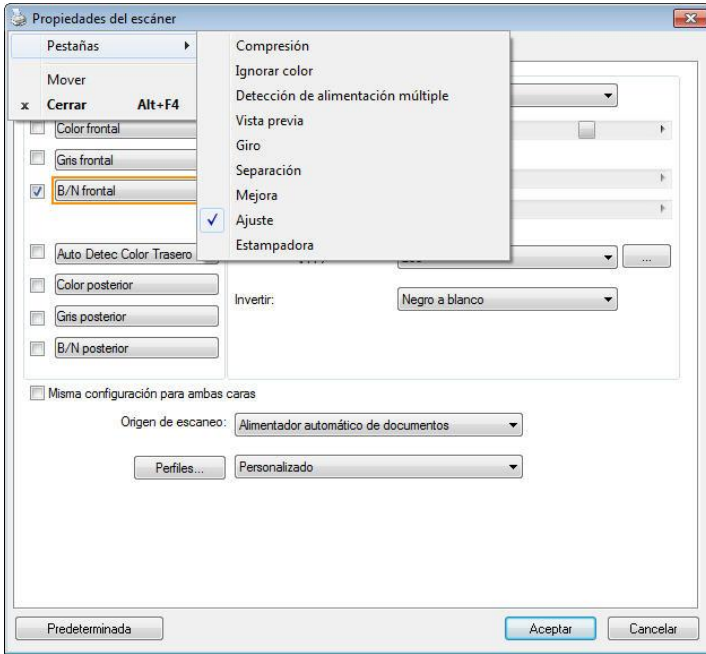 Propiedades del escáner
Pestañas
Mover
x Cerrar Alt+F4
Compresión
Ignorar color
Detección de alimentación múltiple
Vista previa
Giro
Separación
Mejora
Ajuste
Estampadora
Color frontal
Gris frontal
B/N frontal
Auto Detec Color Trasero
Color posterior
Gris posterior
B/N posterior
...
Invertir:
Negro a blanco
Misma configuración para ambas caras
Origen de escaneo:
Alimentador automático de documentos
Perfiles...
Personalizado
Predeterminada
Aceptar
Cancelar